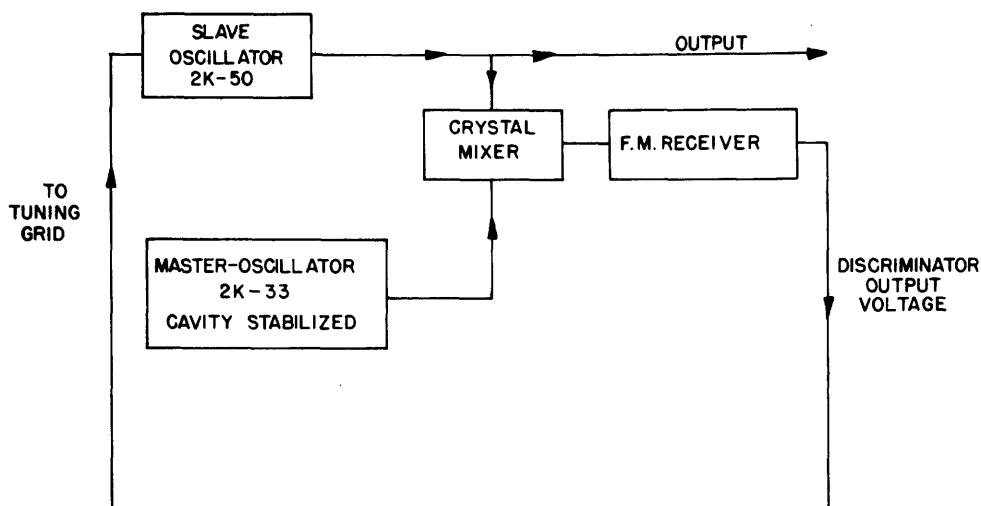 SLAVE
OSCILLATOR
2K-50
OUTPUT
CRYSTAL
MIXER
F.M. RECEIVER
TO
TUNING
GRID
MASTER-OSCILLATOR
2K-33
CAVITY STABILIZED
DISCRIMINATOR
OUTPUT
VOLTAGE